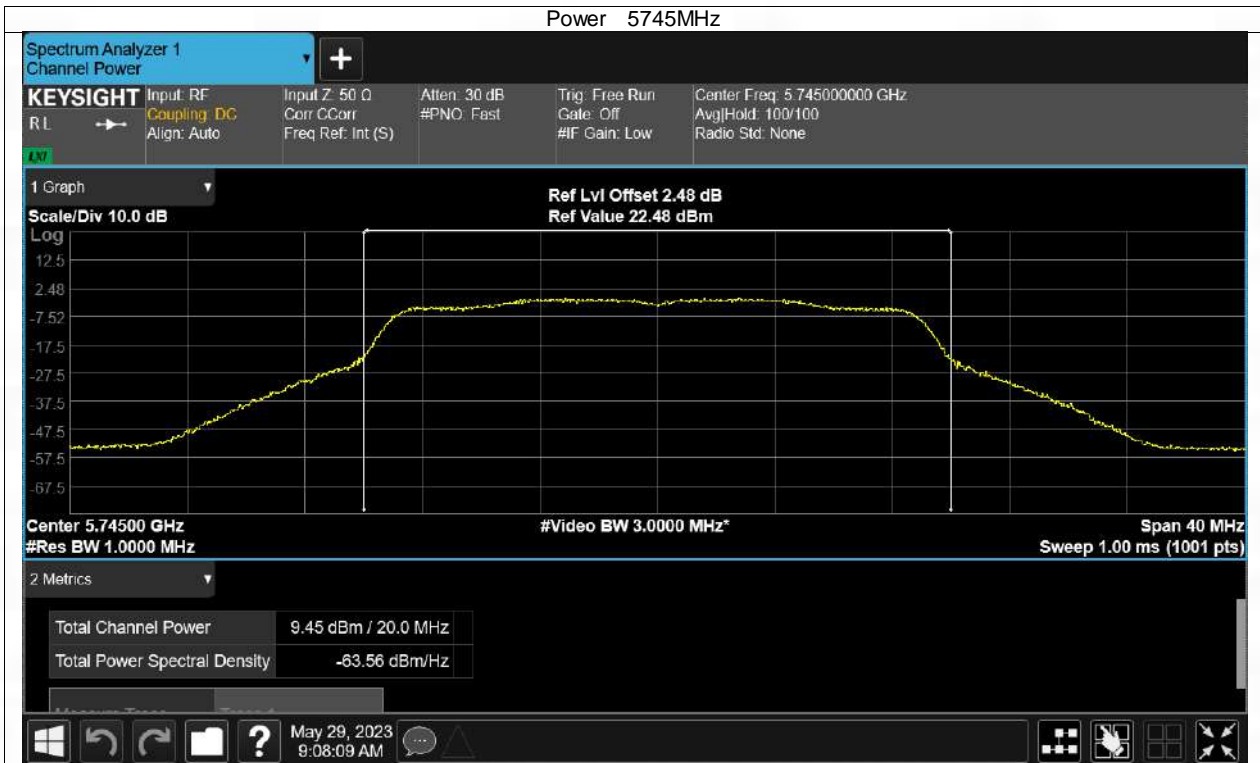 Power 5745MHz
Spectrum Analyzer 1
Channel Power
KEYSIGHT
RL
LXI
Input: RF
Coupling: DC
Align: Auto
Input Z: 50 Ω
Corr CCorr
Freq Ref: Int (S)
Atten: 30 dB
#PNO: Fast
Trig: Free Run
Gate: Off
#IF Gain: Low
Center Freq: 5.745000000 GHz
Avg|Hold: 100/100
Radio Std: None
1 Graph
Scale/Div 10.0 dB
Ref Lvl Offset 2.48 dB
Ref Value 22.48 dBm
Log
12.5
2.48
-7.52
-17.5
-27.5
-37.5
-47.5
-57.5
-67.5
Center 5.74500 GHz
#Video BW 3.0000 MHz*
Span 40 MHz
#Res BW 1.0000 MHz
Sweep 1.00 ms (1001 pts)
2 Metrics
Total Channel Power 9.45 dBm / 20.0 MHz
Total Power Spectral Density -63.56 dBm/Hz
May 29, 2023
9:08:09 AM